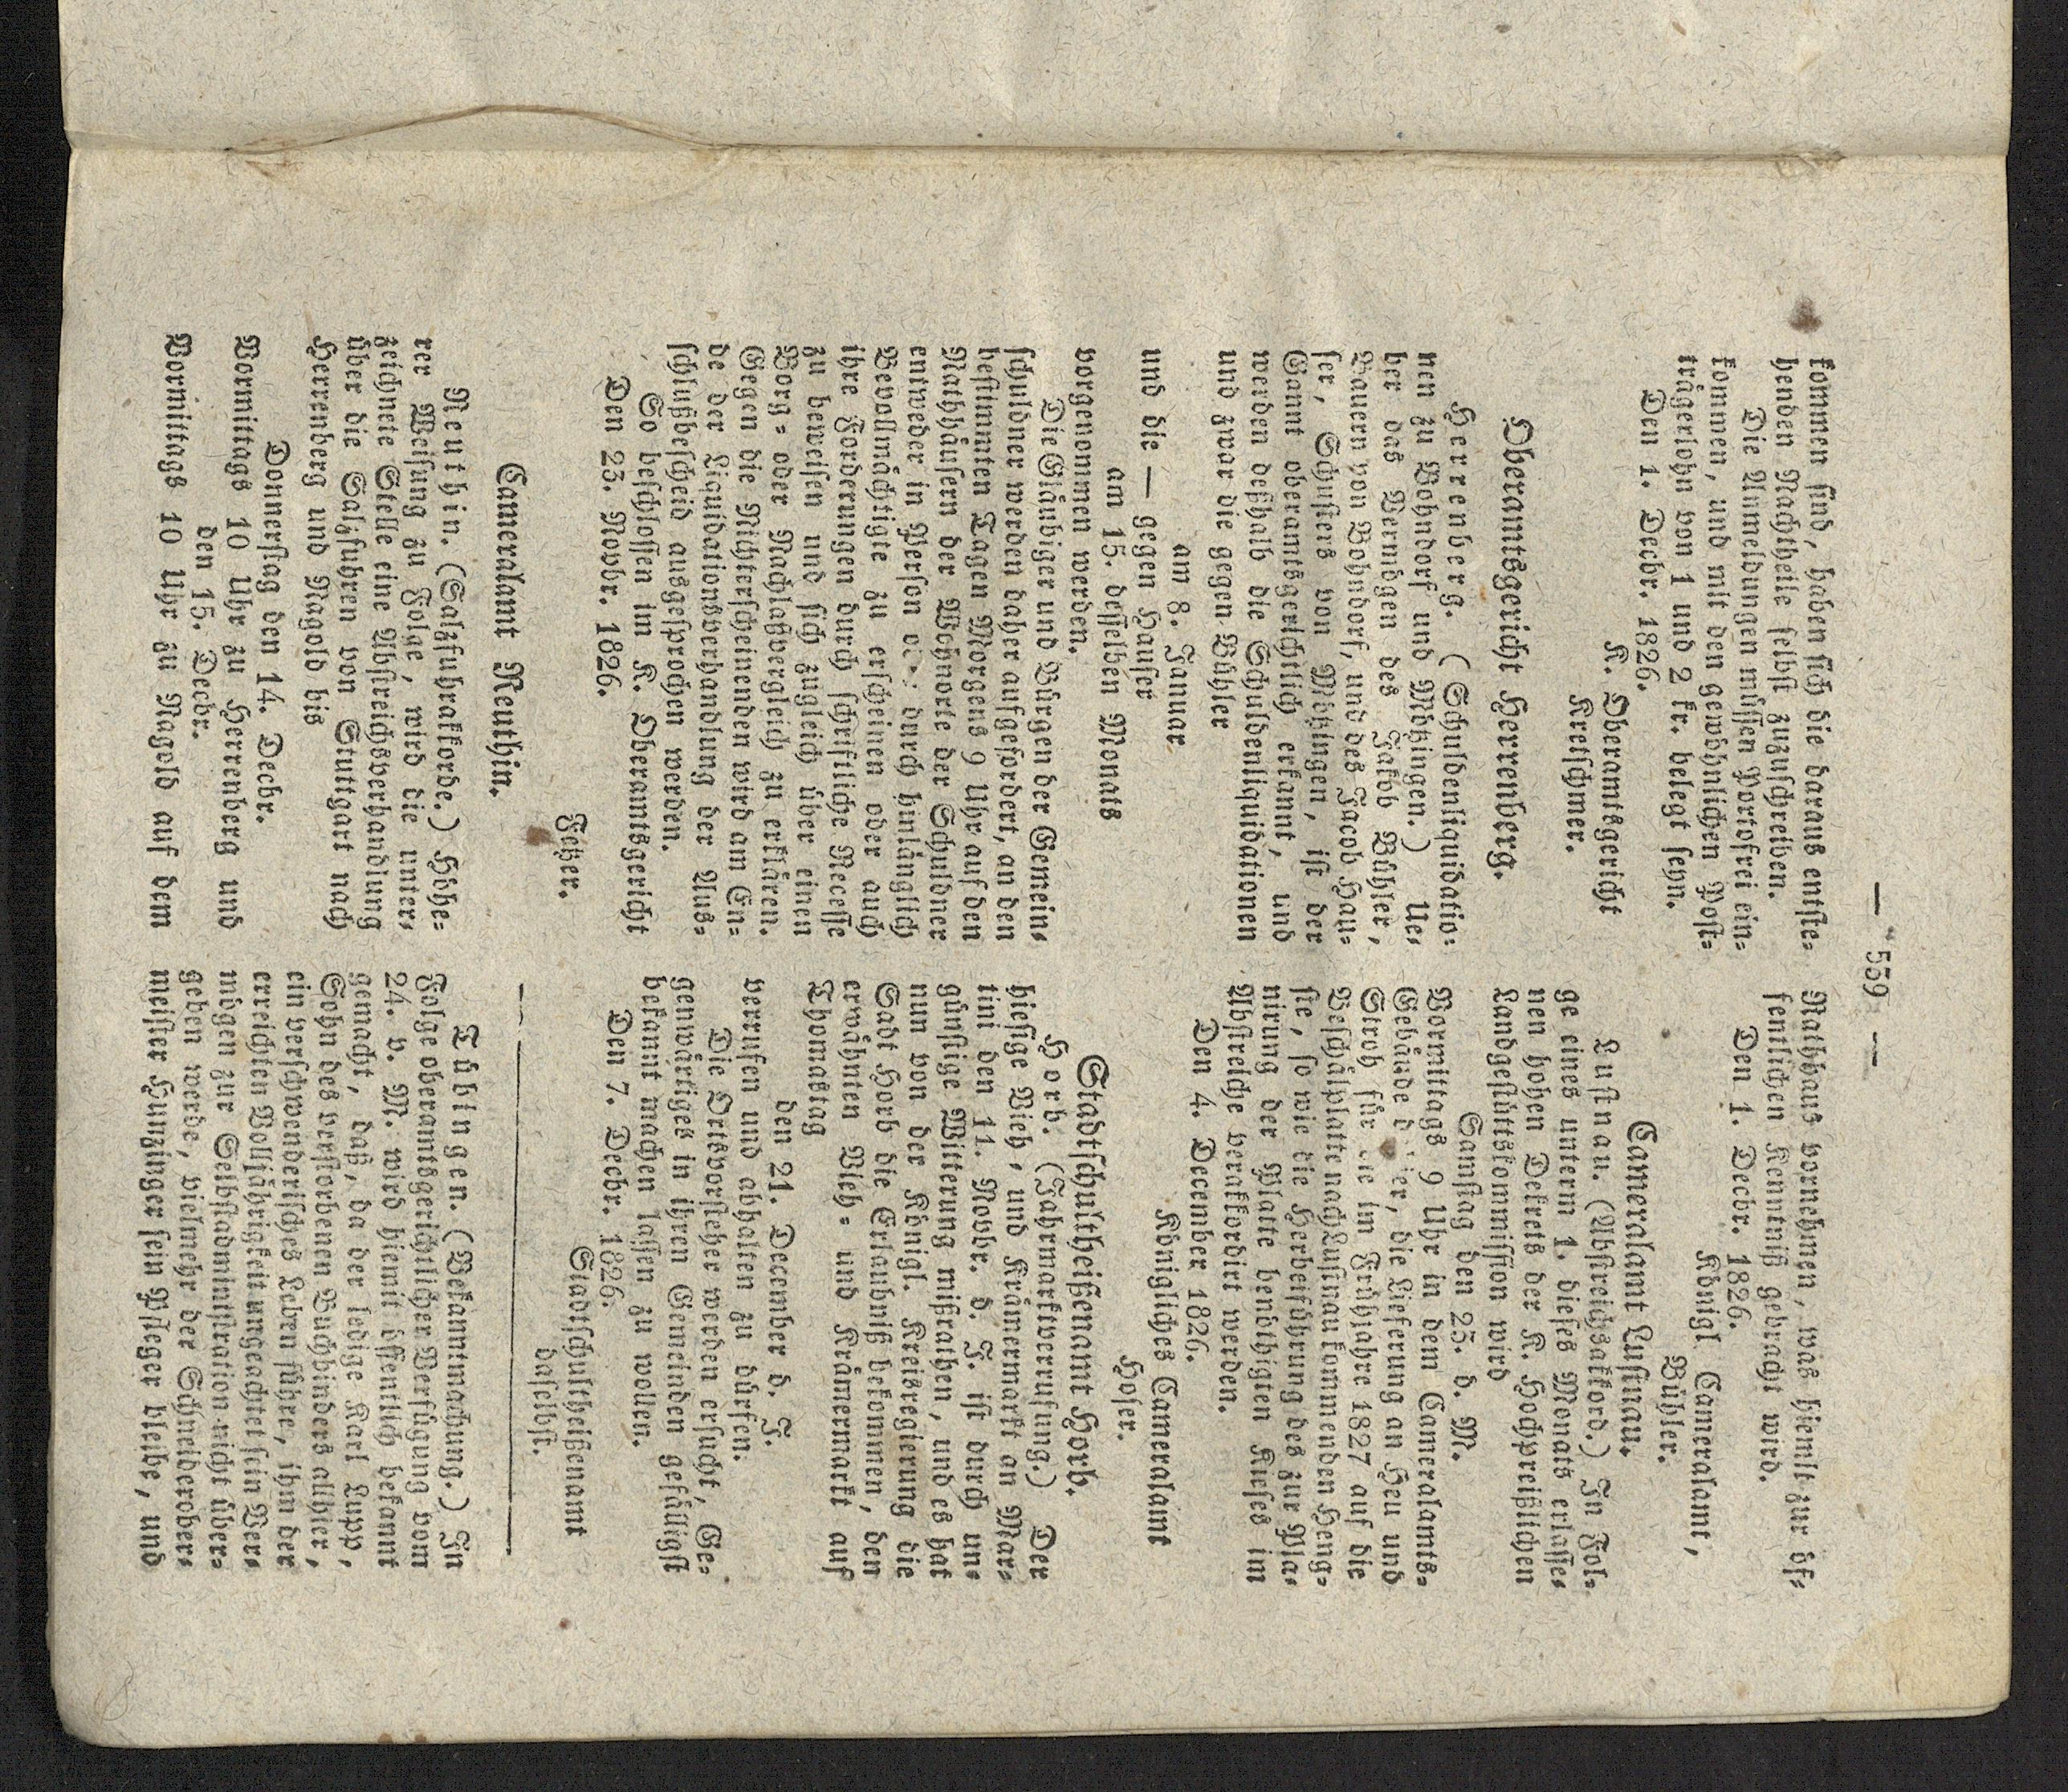 — 539 —
kommen sind, haben sich die daraus entste=
henden Nachtheile selbst zuzuschreiben.
Die Anmeldungen müssen Portofrei ein=
kommen, und mit den gewöhnlichen Post=
trägerlohn von 1 und 2 kr. belegt seyn.
Den 1. Decbr. 1826.
K. Oberamtsgericht
Kretschmer.
Oberamtsgericht Herrenberg.
Herrenberg. (Schuldenliquidatio=
nen zu Bohndorf und Mötzingen.) Ue=
ber das Vermögen des Jakob Bühler,
Bauern von Bohndorf, und des Jacob Hau=
ser, Schusters von Mötzingen, ist der
Gannt oberamtsgerichtlich erkannt, und
werden deßhalb die Schuldenliquidationen
und zwar die gegen Bühler
am 8. Januar
und die — gegen Hauser
am 15. desselben Monats
vorgenommen werden.
Die Gläubiger und Bürgen der Gemein=
schuldner werden daher aufgefordert, an den
bestimmten Tagen Morgens 9 Uhr auf den
Rathhäusern der Wohnorte der Schuldner
entweder in Person oder durch hinlänglich
Bevollmächtigte zu erscheinen oder auch
ihre Forderungen durch schriftliche Recesse
zu beweisen und sich zugleich über einen
Borg= oder Nachlaßvergleich zu erklären.
Gegen die Nichterscheinenden wird am En=
de der Liquidationsverhandlung der Aus=
schlußbescheid ausgesprochen werden.
So beschlossen im K. Oberamtsgericht
Den 23. Novbr. 1826.
Fetzer.
Cameralamt Reuthin.
Reuthin. (Salzfuhrakkorde.) Höhe=
rer Weisung zu Folge, wird die unter=
zeichnete Stelle eine Abstreichsverhandlung
über die Salzfuhren von Stuttgart nach
Herrenberg und Nagold bis
Donnerstag den 14. Decbr.
Vormittags 10 Uhr zu Herrenberg und
den 15. Decbr.
Vormittags 10 Uhr zu Nagold auf dem
Rathhaus vornehmen, was hiemit zur öf=
fentlichen Kenntniß gebracht wird.
Den 1. Decbr. 1826.
Königl. Cameralamt,
Bühler.
Cameralamt Lustnau.
Lustnau. (Abstreichsakkord.) In Fol=
ge eines unterm 1. dieses Monats erlasse=
nen hohen Dekrets der K. Hochpreißlichen
Landgestüttskommission wird
Samstag den 23. d. M.
Vormittags 9 Uhr in dem Cameralamts=
Gebäude dahier, die Lieferung an Heu und
Stroh für die im Frühjahre 1827 auf die
Beschälplatte nach Lustnau kommenden Heng=
ste, so wie die Herbeiführung des zur Pla=
nirung der Platte benöthigten Kieses im
Abstreiche verakkordirt werden.
Den 4. December 1826.
Königliches Cameralamt
Hofer.
Stadtschultheißenamt Horb.
Horb. (Jahrmarktverrufung.) Der
hiesige Vieh= und Krämermarkt an Mar=
tini den 11. Novbr. d. J. ist durch un=
günstige Witterung mißrathen, und es hat
nun von der Königl. Kreisregierung die
Stadt Horb die Erlaubniß bekommen, den
erwähnten Vieh= und Krämermarkt auf
Thomastag
den 21. December d. J.
verrufen und abhalten zu dürfen.
Die Ortsvorsteher werden ersucht, Ge=
genwärtiges in ihren Gemeinden gefälligst
bekannt machen lassen zu wollen.
Den 7. Decbr. 1826.
Stadtschultheißenamt
daselbst.
Tübingen. (Bekanntmachung.) In
Folge oberamtsgerichtlicher Verfügung vom
24. v. M. wird hiemit öffentlich bekannt
gemacht, daß, da der ledige Karl Lupp,
Sohn des verstorbenen Buchbinders allhier,
ein verschwenderisches Leben führe, ihm der
erreichten Volljährigkeit ungeachtet sein Ver=
mögen zur Selbstadministration nicht über=
geben werde, vielmehr der Schneiderober=
meister Hunzinger sein Pfleger bleibe, und